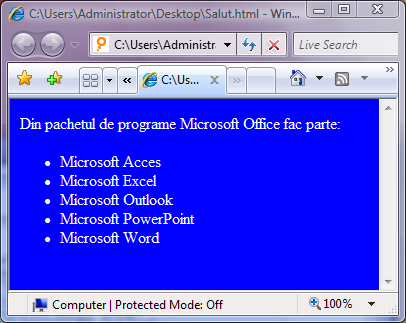 C:\Users\Administrator\Desktop\Salut.html - Win...
C:\Users\Administra
Live Search
C:\Us...
Din pachetul de programe Microsoft Office fac parte:
Microsoft Acces
Microsoft Excel
Microsoft Outlook
Microsoft PowerPoint
Microsoft Word
Computer | Protected Mode: Off
100%